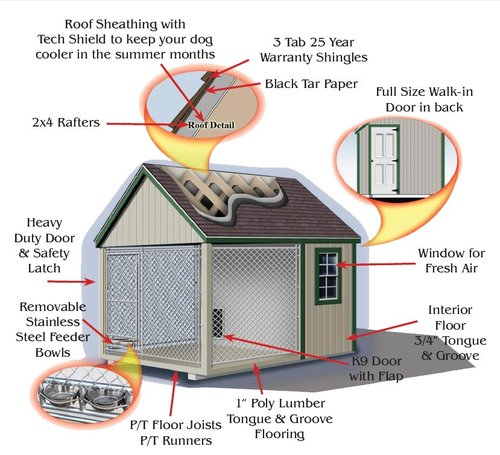 Roof Sheathing with
Tech Shield to keep your dog
cooler in the summer months
3 Tab 25 Year
Warranty Shingles
Black Tar Paper
2x4 Rafters
Roof Detail
Full Size Walk-in
Door in back
Heavy
Duty Door
& Safety
Latch
Window for
Fresh Air
Removable
Stainless
Steel Feeder
Bowls
Interior
Floor
3/4" Tongue
& Groove
K9 Door
with Flap
1" Poly Lumber
Tongue & Groove
Flooring
P/T Floor Joists
P/T Runners